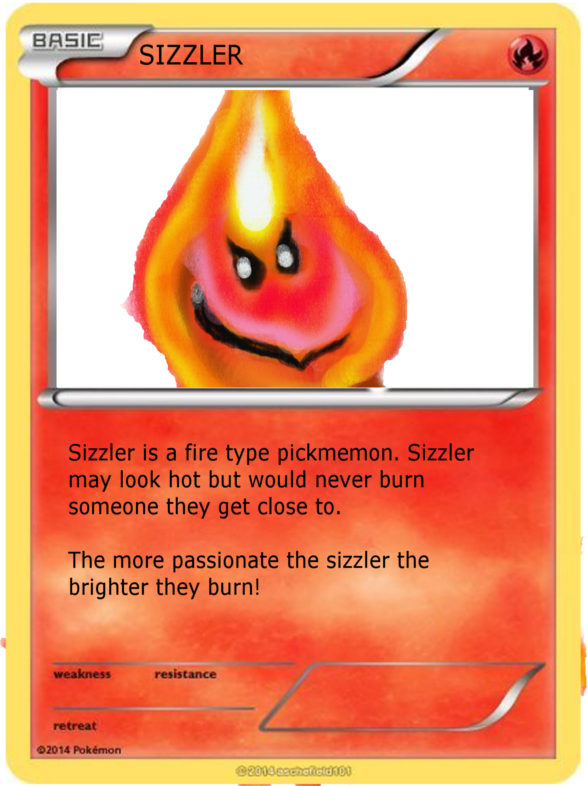 BASIC
SIZZLER
Sizzler is a fire type pickmemon. Sizzler
may look hot but would never burn
someone they get close to.
The more passionate the sizzler the
brighter they burn!
weakness resistance
retreat
©2014 Pokémon
©2014 aschefield101